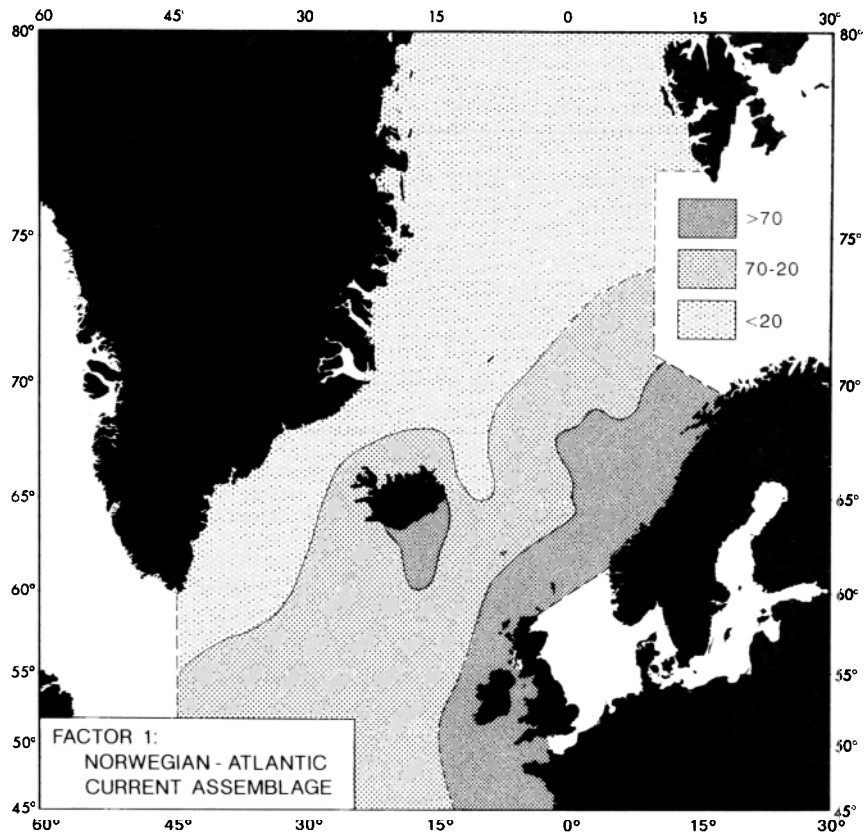 60 45' 30 15 0 15 30°
80° 80°
>70
75° 75°
70-20
<20
70° 70°
65° 65°
60° 60°
55° 55°
FACTOR 1:
50° 50°
NORWEGIAN - ATLANTIC
CURRENT ASSEMBLAGE
45° 45°
60° 45° 30° 15° 0° 15° 30°